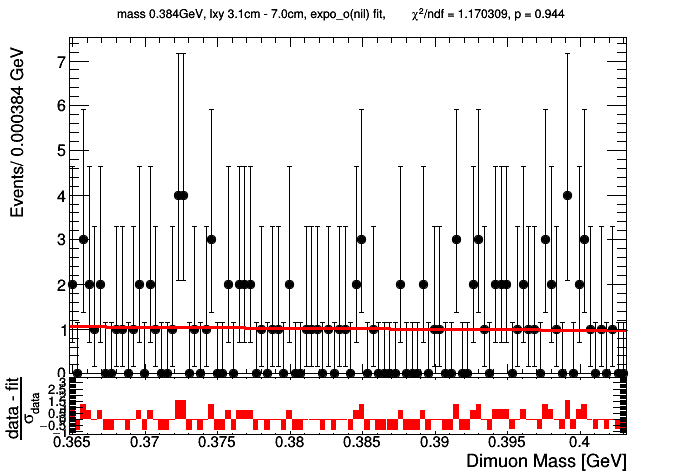 mass 0.384GeV, lxy 3.1cm - 7.0cm, expo_o(nil) fit, χ²/ndf = 1.170309, p = 0.944
Events/ 0.000384 GeV
7
6
5
4
3
2
1
0
data - fit
σdata
0.365 0.37 0.375 0.38 0.385 0.39 0.395 0.4
Dimuon Mass [GeV]